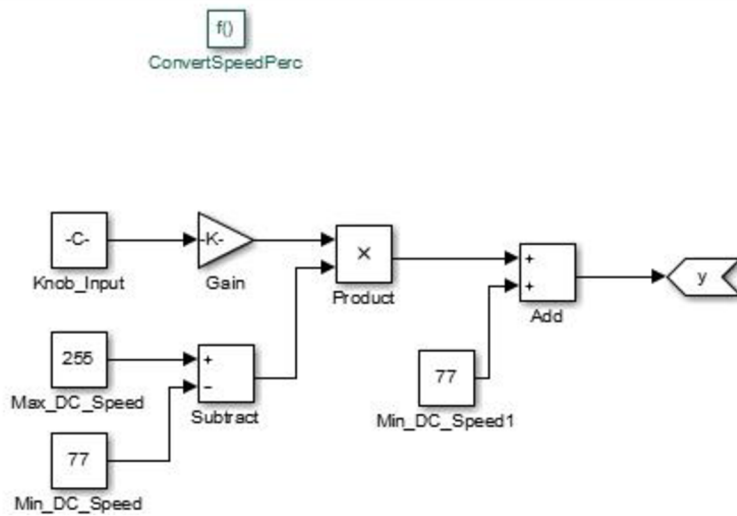 f()
ConvertSpeedPerc
-C-
Knob_Input
-K-
Gain
×
Product
+
+
Add
y
255
Max_DC_Speed
+
−
Subtract
77
Min_DC_Speed1
77
Min_DC_Speed